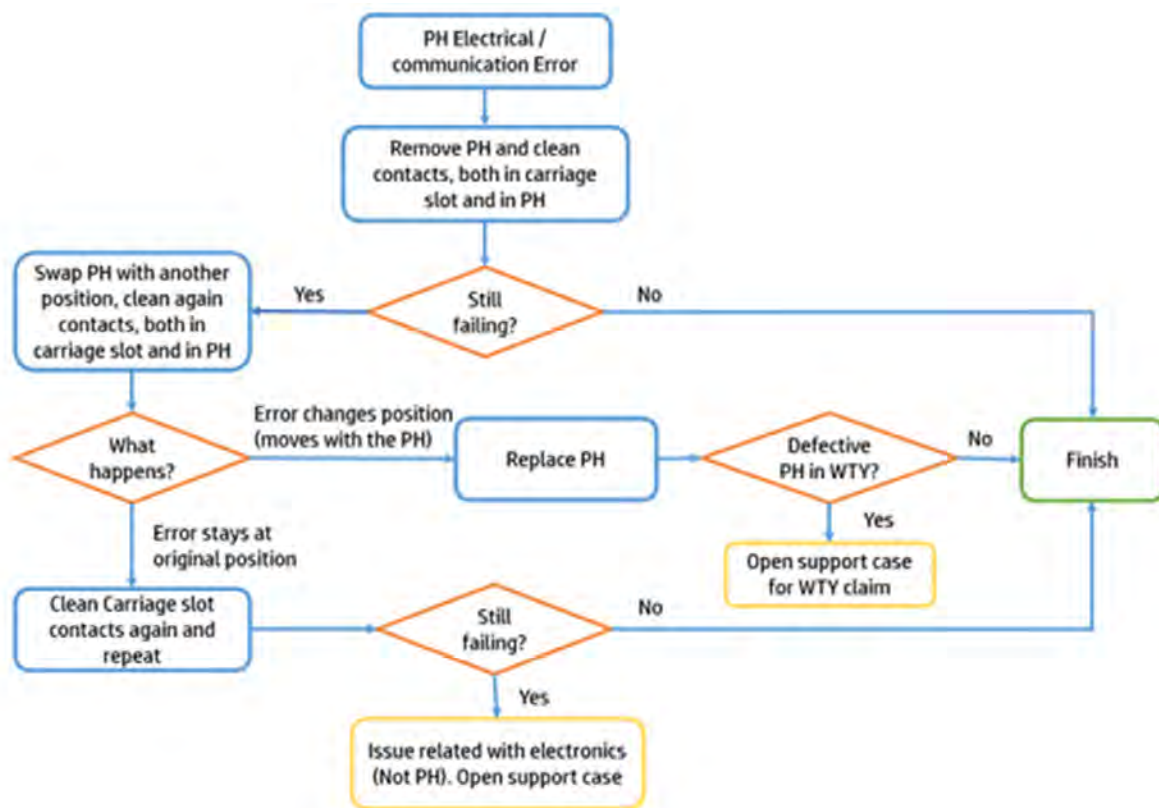 PH Electrical /
communication Error
Remove PH and clean
contacts, both in carriage
slot and in PH
Swap PH with another
position, clean again
contacts, both in
carriage slot and in PH
Yes
Still
failing?
No
What
happens?
Error changes position
(moves with the PH)
Replace PH
Defective
PH in WTY?
No
Finish
Yes
Open support case
for WTY claim
Error stays at
original position
Clean Carriage slot
contacts again and
repeat
Still
failing?
No
Yes
Issue related with electronics
(Not PH). Open support case